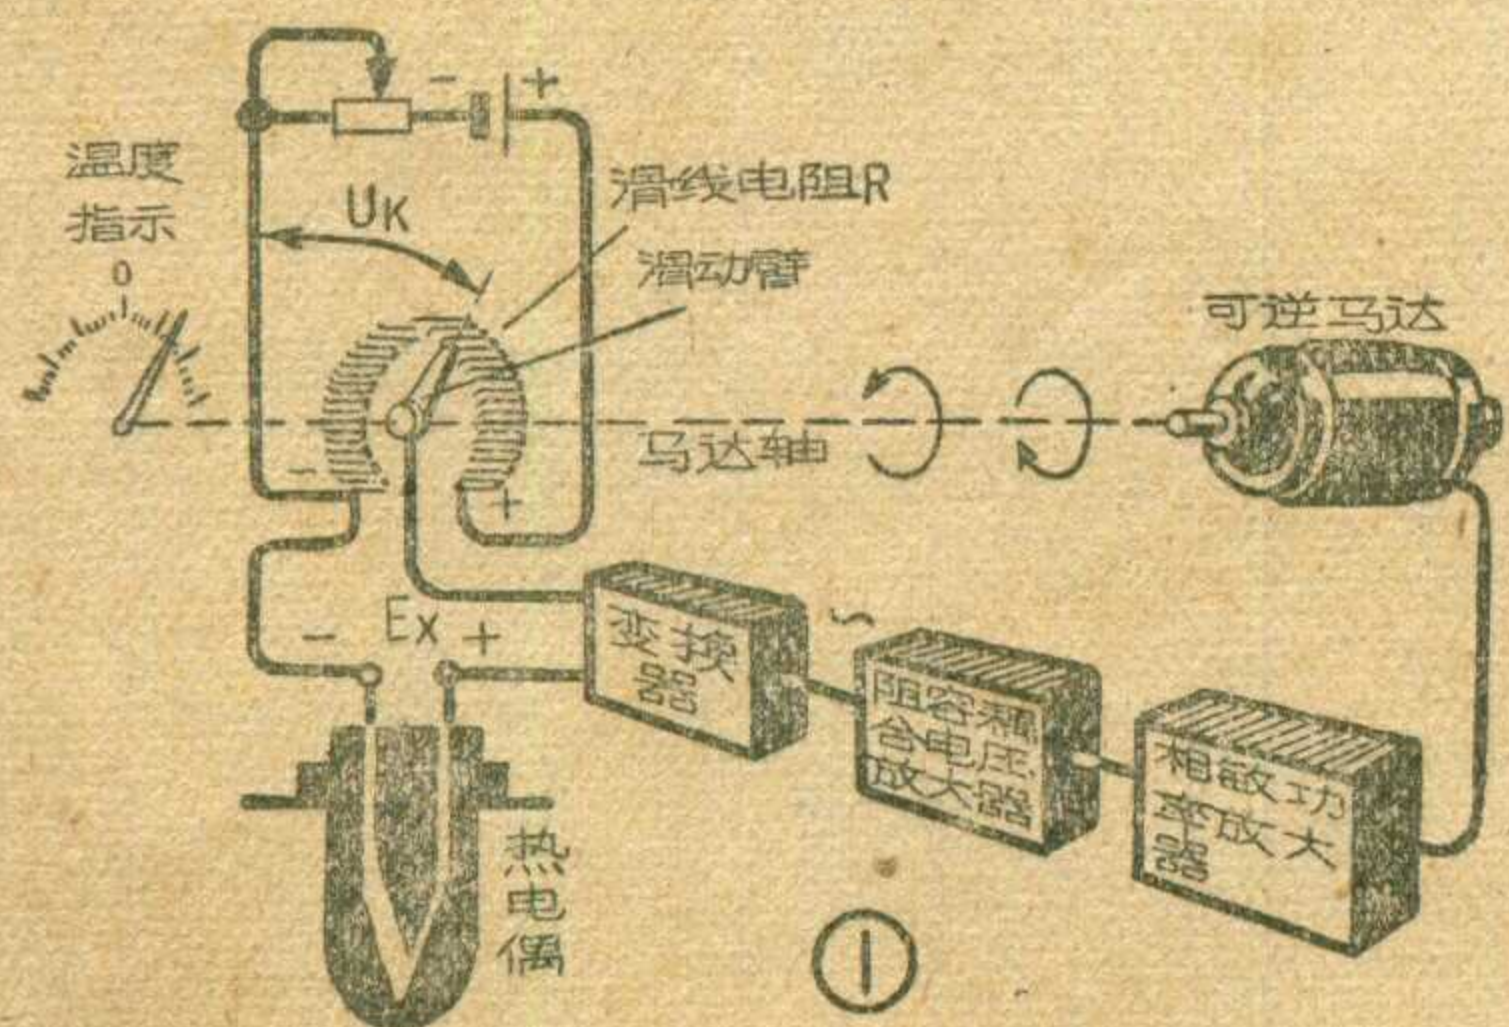 - +
温度
指示
0
UK
滑线电阻R
滑动臂
可逆马达
马达轴
-
+
- Ex +
变换
器
~
阻容耦
合电压
放大器
相敏功
率放大
器
热
电
偶
①